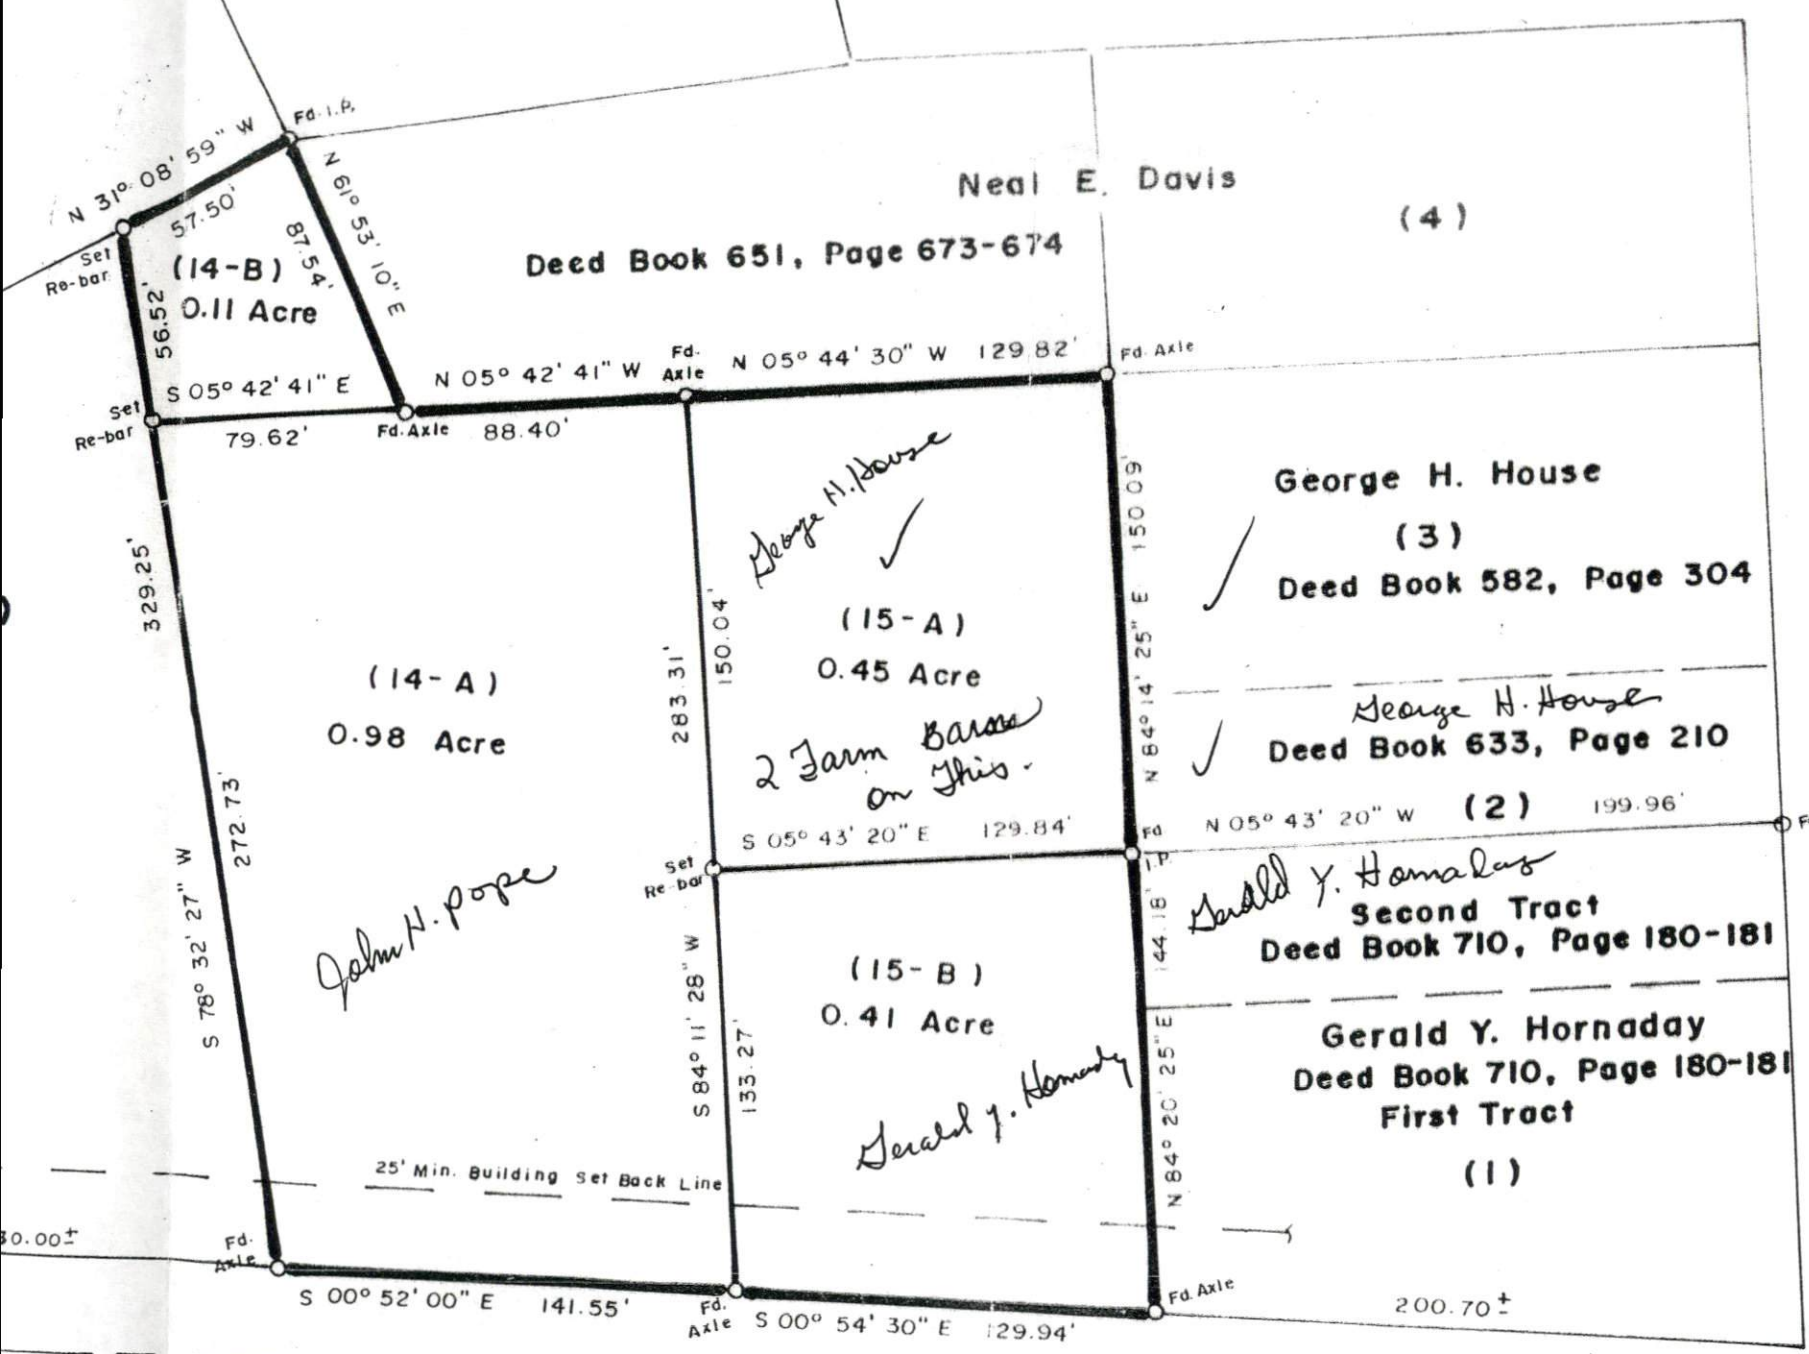 Fd. I.P.
N 31° 08' 59" W
57.50'
N 61° 53' 10" E
87.54'
Set
Re-bar
(14-B)
0.11 Acre
56.52'
S 05° 42' 41" E
Set
Re-bar
79.62'
Fd. Axle
Neal E. Davis
(4)
Deed Book 651, Page 673-674
N 05° 42' 41" W
88.40'
Fd.
Axle
N 05° 44' 30" W 129.82'
Fd. Axle
George H. House
(15-A)
0.45 Acre
2 Farm Barns
on This.
S 05° 43' 20" E 129.84'
150.04'
283.31'
N 84° 14' 25" E 150.09'
George H. House
(3)
Deed Book 582, Page 304
George H. House
Deed Book 633, Page 210
N 05° 43' 20" W (2) 199.96'
329.25'
(14-A)
0.98 Acre
272.73'
S 78° 32' 27" W
John H. Pope
Set
Re-bar
Fd
I.P.
Gerald Y. Hornaday
Second Tract
Deed Book 710, Page 180-181
144.18'
N 84° 20' 25" E
(15-B)
0.41 Acre
S 84° 11' 28" W
133.27'
Gerald Y. Hornady
Gerald Y. Hornaday
Deed Book 710, Page 180-181
First Tract
(1)
25' Min. Building Set Back Line
30.00±
Fd.
Axle
S 00° 52' 00" E 141.55'
Fd.
Axle
S 00° 54' 30" E 129.94'
Fd. Axle
200.70±